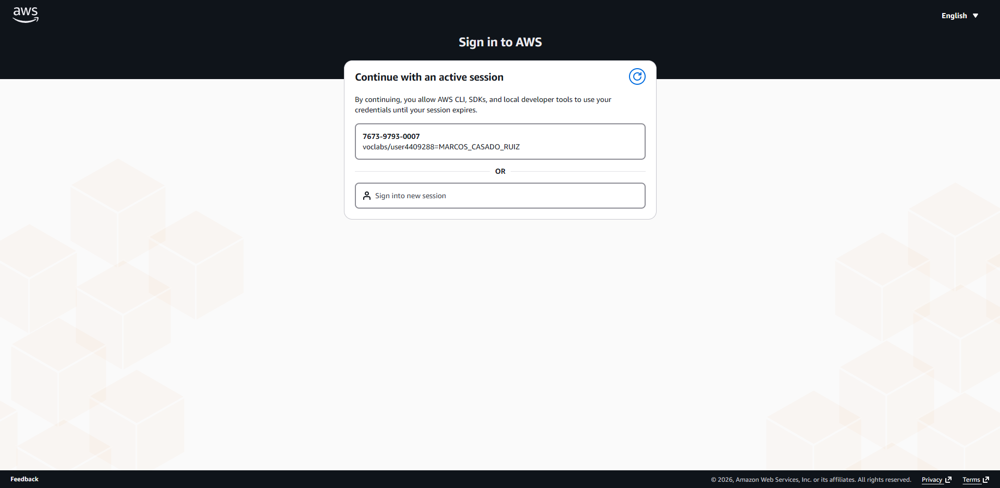 aws
English
Sign in to AWS
Continue with an active session
By continuing, you allow AWS CLI, SDKs, and local developer tools to use your
credentials until your session expires.
7673-9793-0007
voclabs/user4409288=MARCOS_CASADO_RUIZ
OR
Sign into new session
Feedback
© 2026, Amazon Web Services, Inc. or its affiliates. All rights reserved.
Privacy
Terms